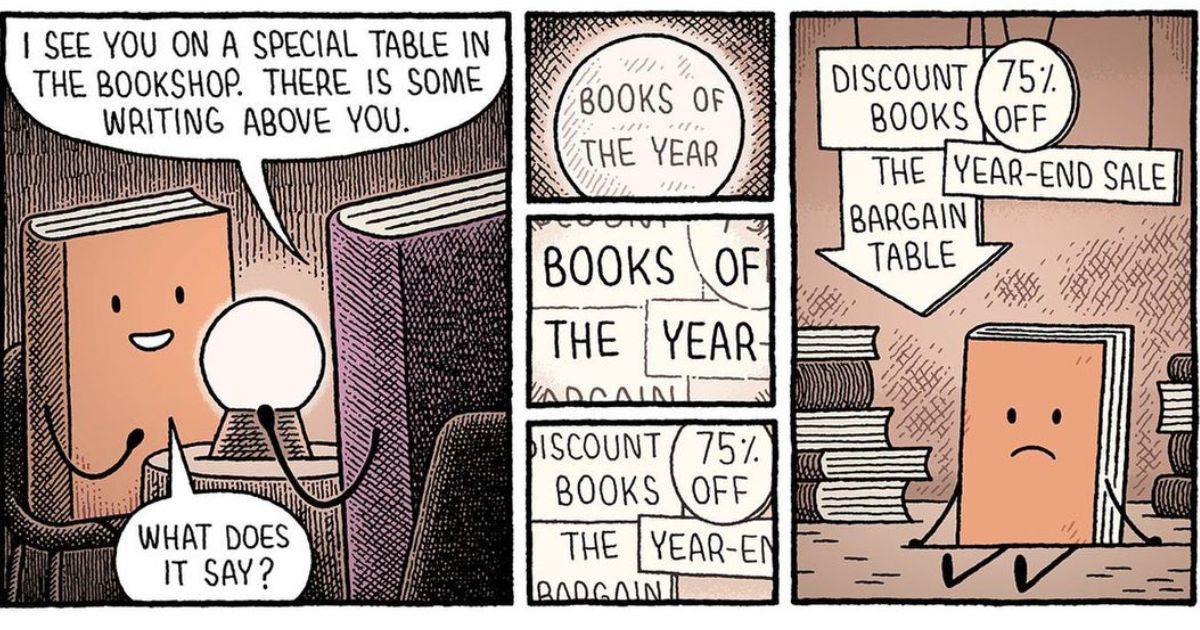 I SEE YOU ON A SPECIAL TABLE IN
THE BOOKSHOP. THERE IS SOME
WRITING ABOVE YOU.
WHAT DOES
IT SAY?
BOOKS OF
THE YEAR
BOOKS OF
THE YEAR-
ISCOUNT 75%
BOOKS OFF
THE YEAR-EN
BARGAIN
DISCOUNT 75%
BOOKS OFF
THE YEAR-END SALE
BARGAIN
TABLE